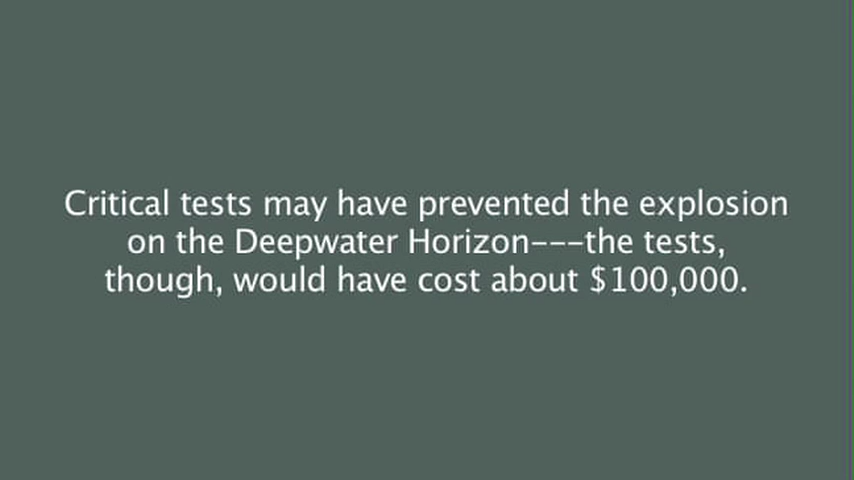 Critical tests may have prevented the explosion
on the Deepwater Horizon---the tests,
though, would have cost about $100,000.